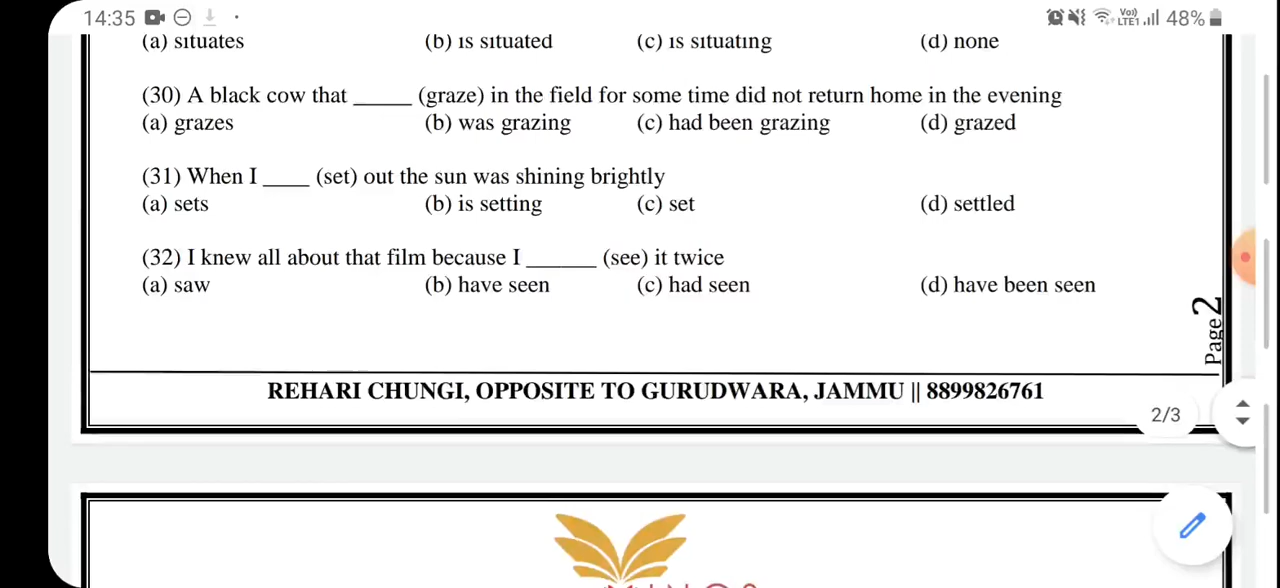 14:35
Vo)) LTE1 48%
(a) situates (b) is situated (c) is situating (d) none
(30) A black cow that _____ (graze) in the field for some time did not return home in the evening
(a) grazes (b) was grazing (c) had been grazing (d) grazed
(31) When I ____ (set) out the sun was shining brightly
(a) sets (b) is setting (c) set (d) settled
(32) I knew all about that film because I ______ (see) it twice
(a) saw (b) have seen (c) had seen (d) have been seen
Page 2
REHARI CHUNGI, OPPOSITE TO GURUDWARA, JAMMU || 8899826761
2/3